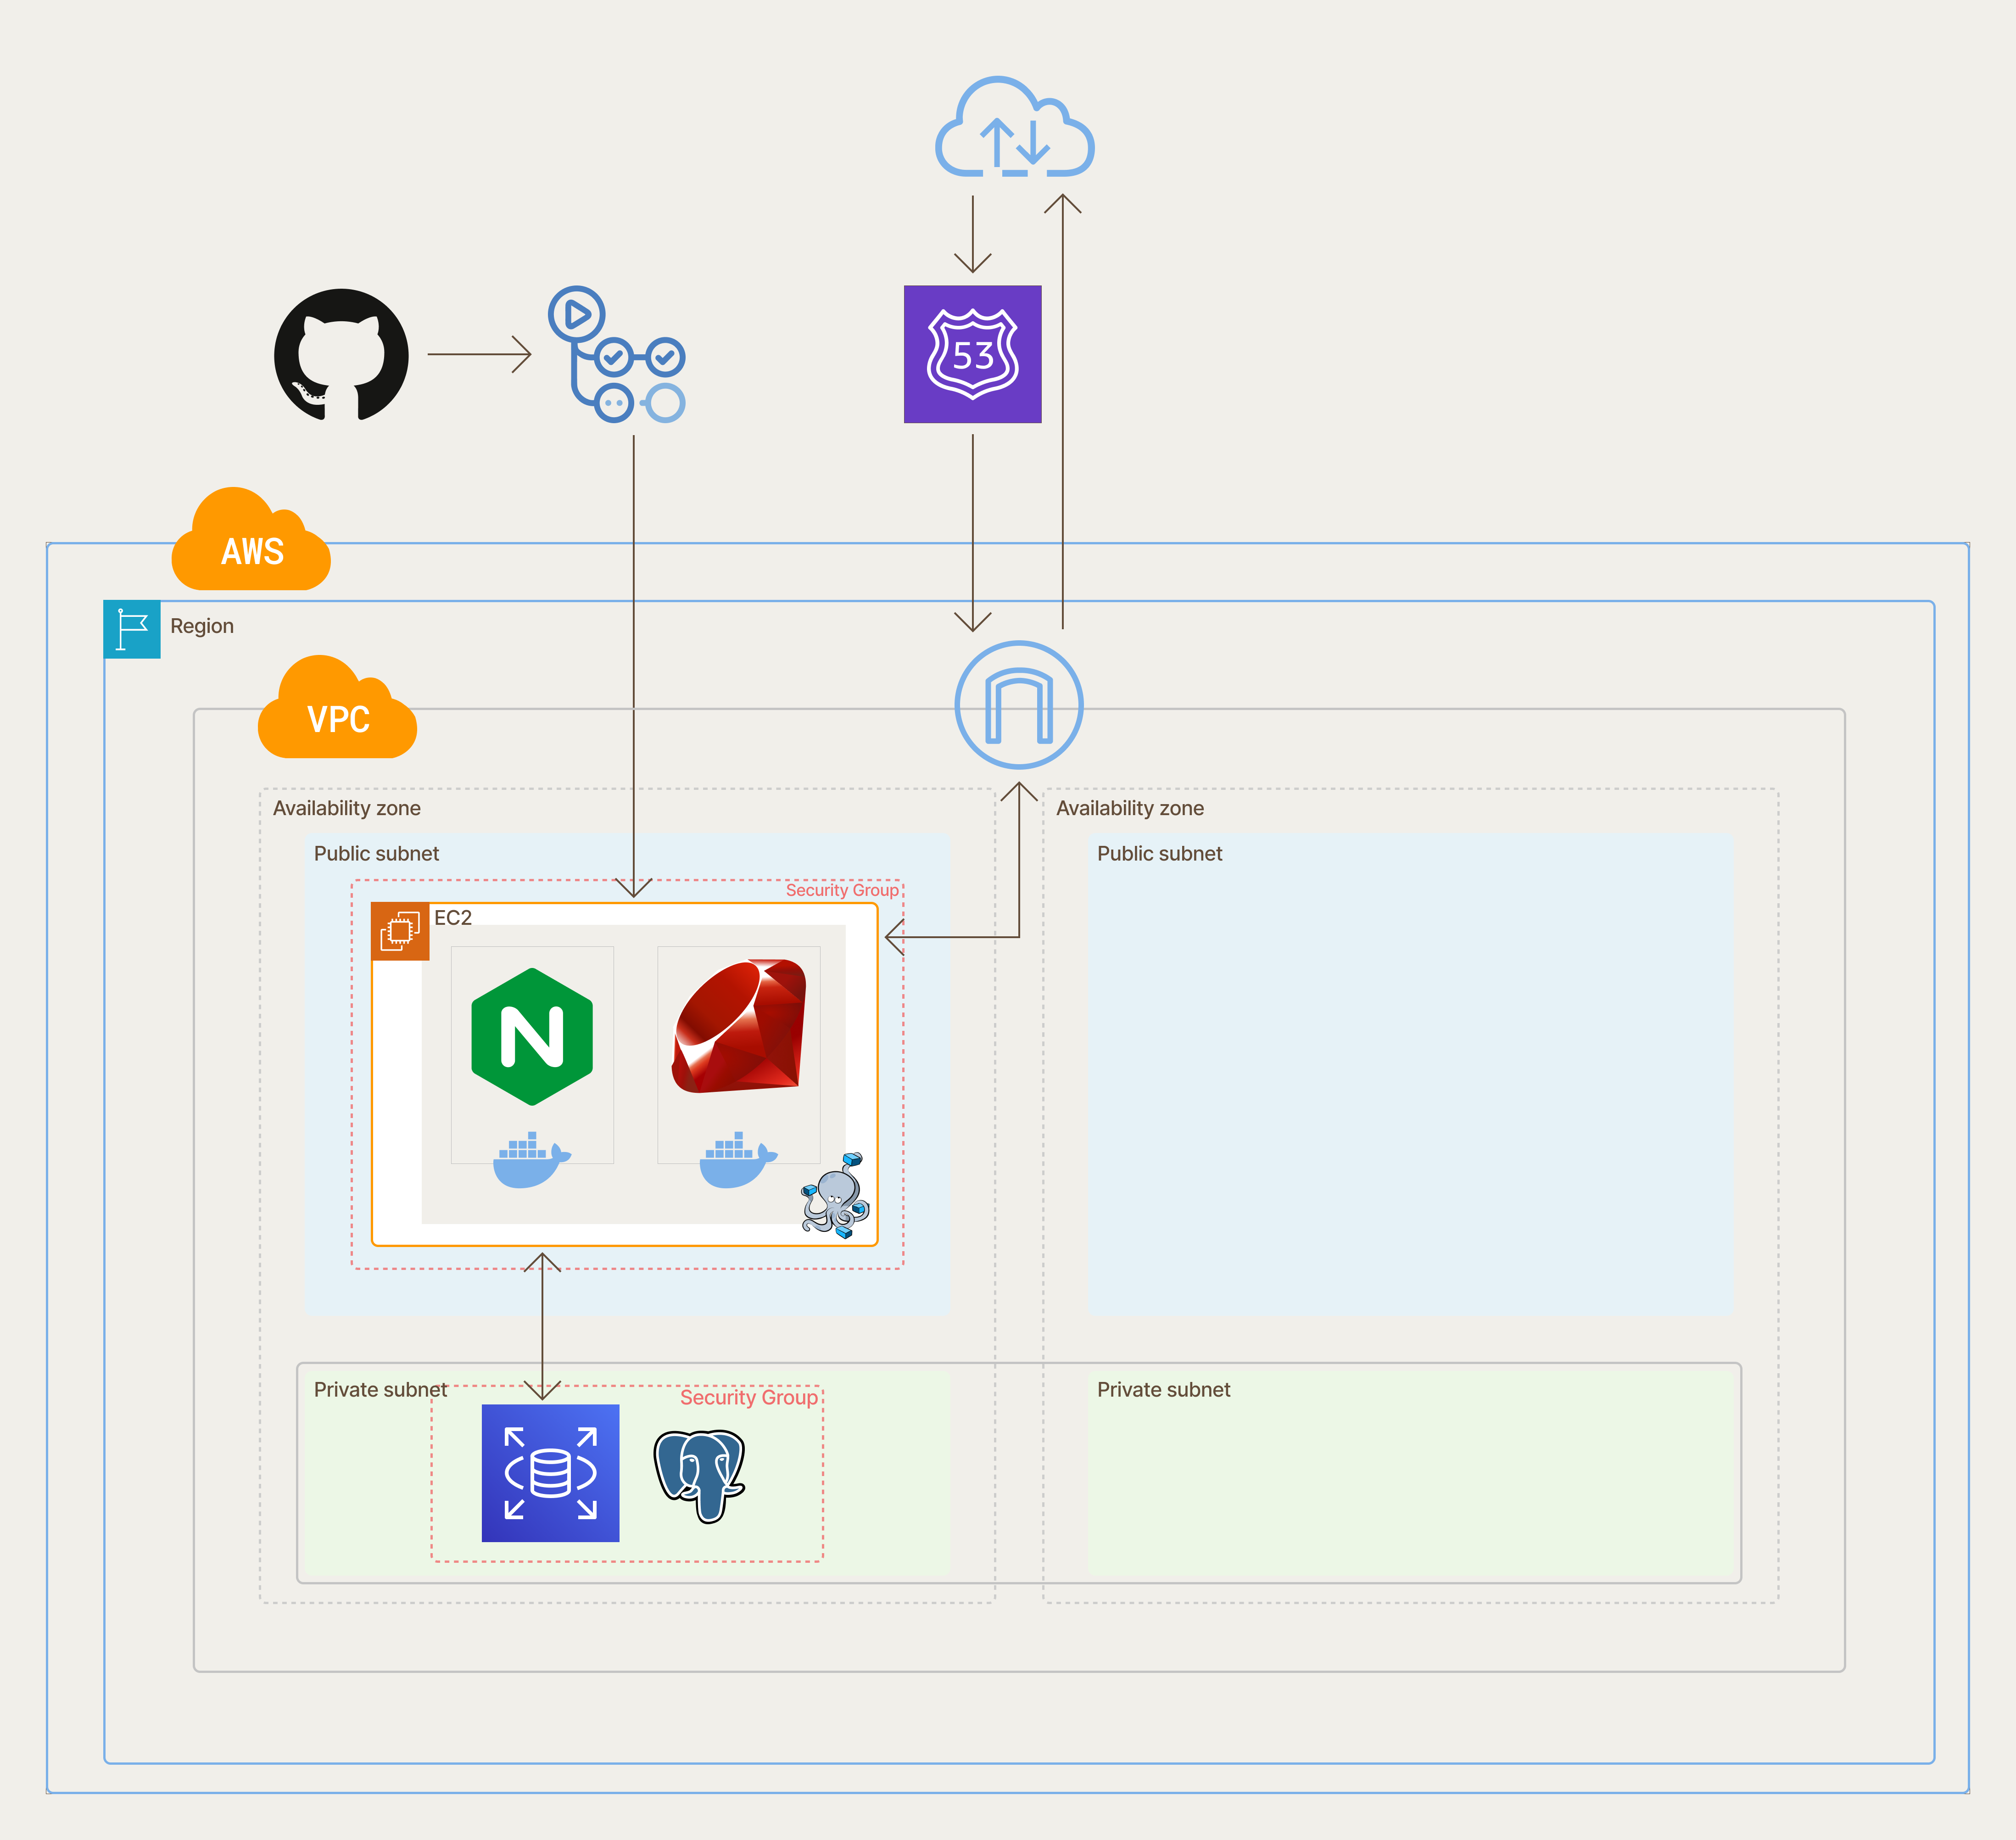 53
AWS
Region
VPC
Availability zone
Availability zone
Public subnet
Public subnet
Security Group
EC2
N
Private subnet
Security Group
Private subnet